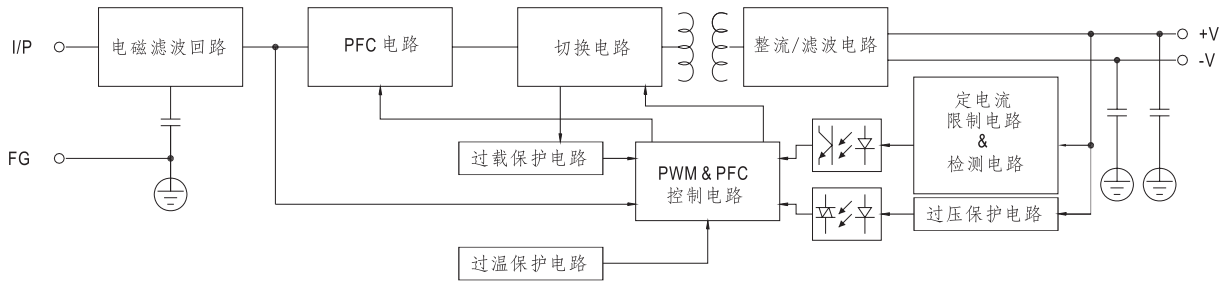 I/P
电磁滤波回路
PFC 电路
切换电路
整流/滤波电路
+V
-V
定电流
限制电路
&
检测电路
FG
过载保护电路
PWM & PFC
控制电路
过压保护电路
过温保护电路